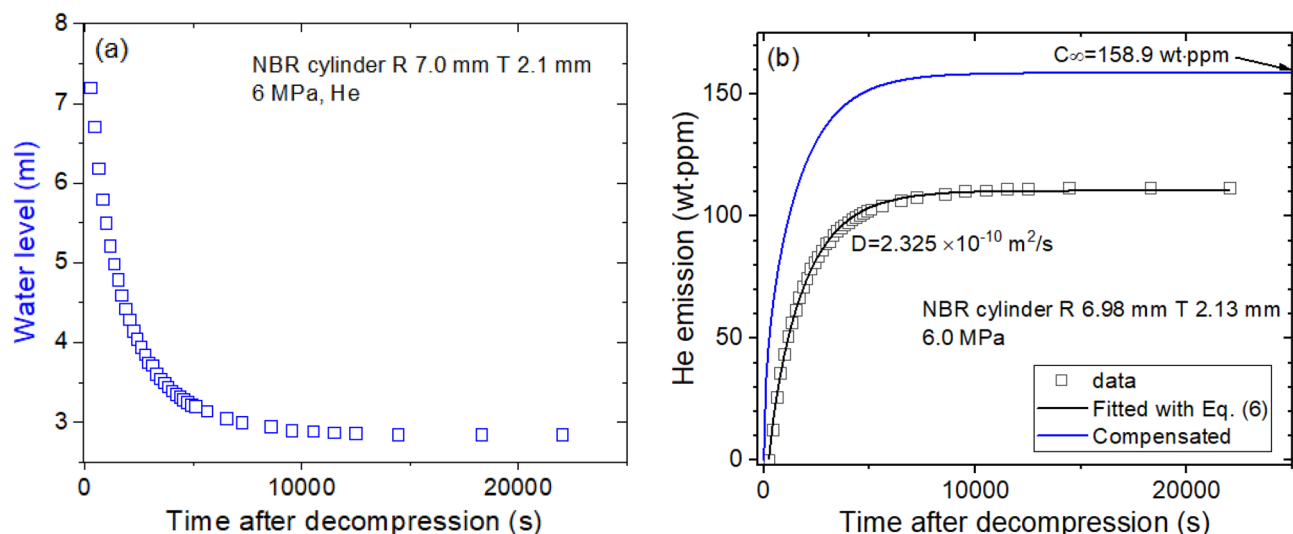 8
7
6
5
4
3
0
10000
20000
Water level (ml)
Time after decompression (s)
(a)
NBR cylinder R 7.0 mm T 2.1 mm
6 MPa, He
150
100
50
0
0
10000
20000
He emission (wt·ppm)
Time after decompression (s)
(b)
C∞=158.9 wt·ppm
D=2.325 ×10⁻¹⁰ m²/s
NBR cylinder R 6.98 mm T 2.13 mm
6.0 MPa
data
Fitted with Eq. (6)
Compensated